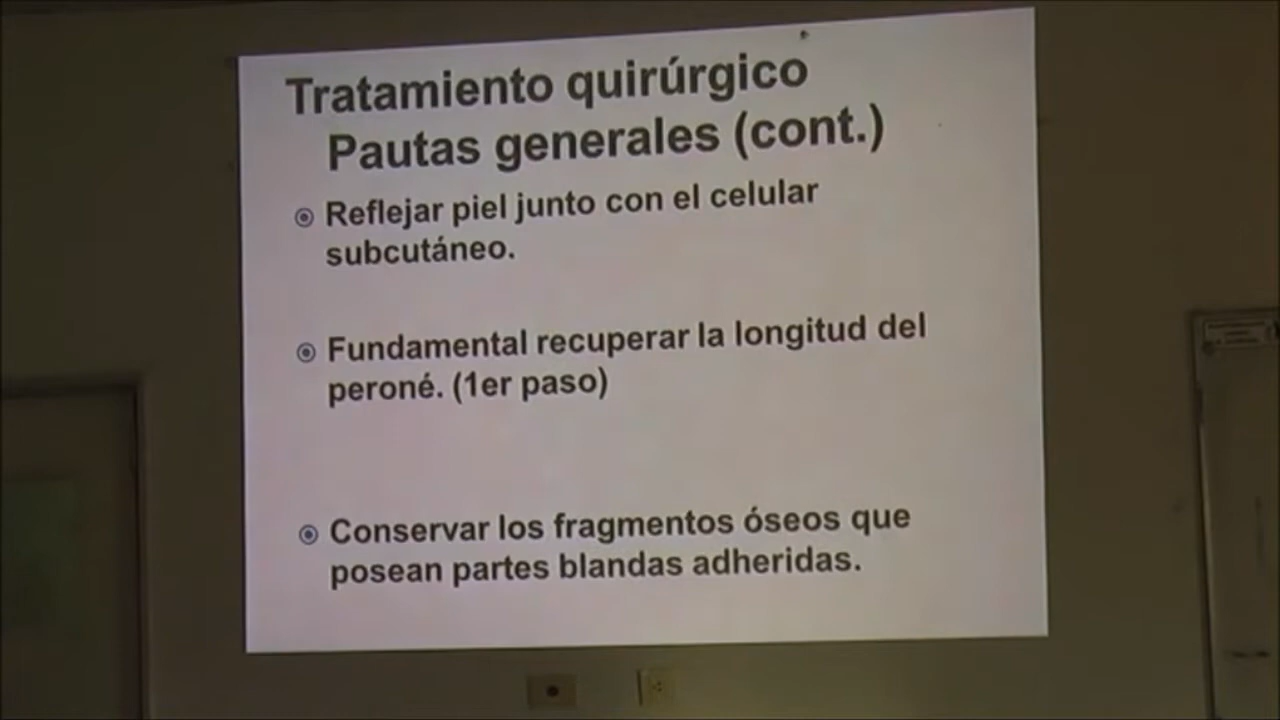 Tratamiento quirúrgico
Pautas generales (cont.)
Reflejar piel junto con el celular
subcutáneo.
Fundamental recuperar la longitud del
peroné. (1er paso)
Conservar los fragmentos óseos que
posean partes blandas adheridas.